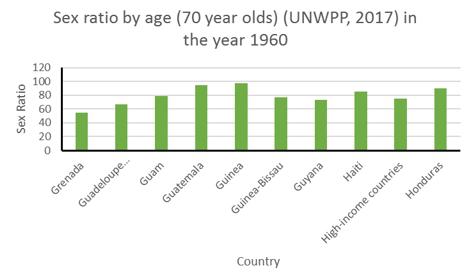 Sex ratio by age (70 year olds) (UNWPP, 2017) in
the year 1960
120
100
80
60
40
20
0
Sex Ratio
Grenada
Guadeloupe...
Guam
Guatemala
Guinea
Guinea-Bissau
Guyana
Haiti
High-income countries
Honduras
Country